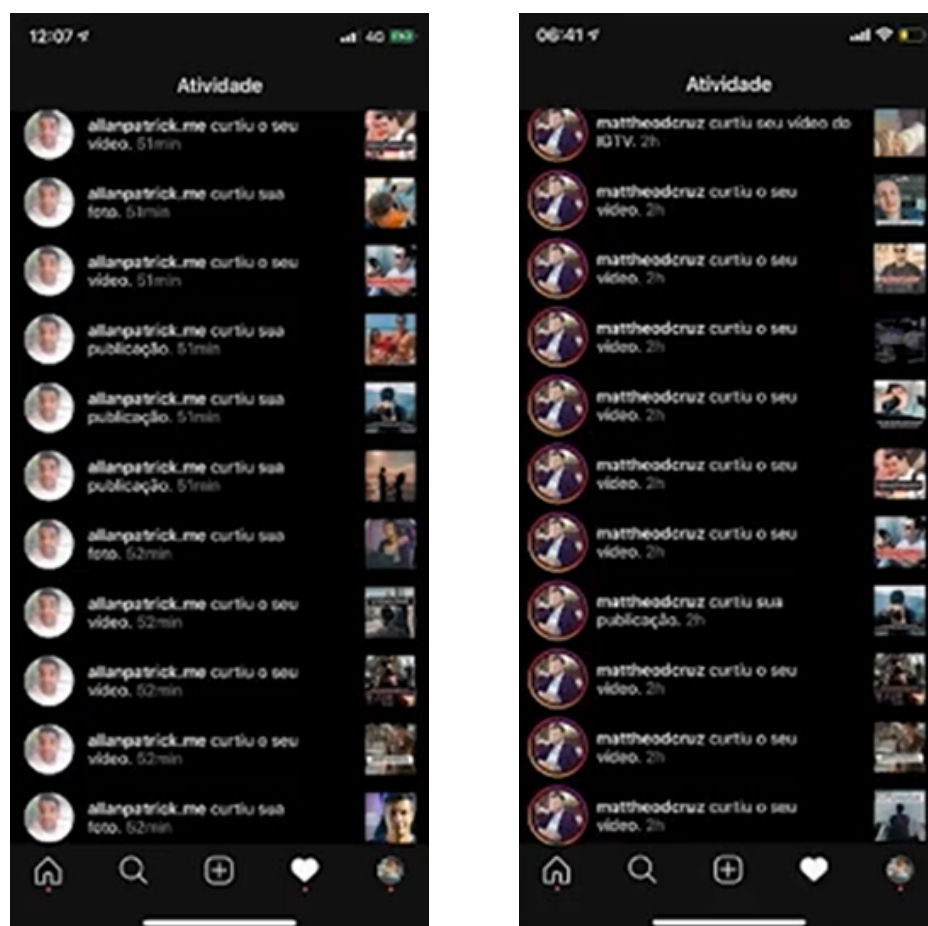 12:07
4G
Atividade
allanpatrick.me curtiu o seu
vídeo. 51min
allanpatrick.me curtiu sua
foto. 51min
allanpatrick.me curtiu o seu
vídeo. 51min
allanpatrick.me curtiu sua
publicação. 51min
allanpatrick.me curtiu sua
publicação. 51min
allanpatrick.me curtiu sua
publicação. 51min
allanpatrick.me curtiu sua
foto. 52min
allanpatrick.me curtiu o seu
vídeo. 52min
allanpatrick.me curtiu o seu
vídeo. 52min
allanpatrick.me curtiu o seu
vídeo. 52min
allanpatrick.me curtiu sua
foto. 52min
06:41
Atividade
mattheodcruz curtiu seu vídeo do
IGTV. 2h
mattheodcruz curtiu o seu
vídeo. 2h
mattheodcruz curtiu o seu
vídeo. 2h
mattheodcruz curtiu o seu
vídeo. 2h
mattheodcruz curtiu o seu
vídeo. 2h
mattheodcruz curtiu o seu
vídeo. 2h
mattheodcruz curtiu o seu
vídeo. 2h
mattheodcruz curtiu sua
publicação. 2h
mattheodcruz curtiu o seu
vídeo. 2h
mattheodcruz curtiu o seu
vídeo. 2h
mattheodcruz curtiu o seu
vídeo. 2h